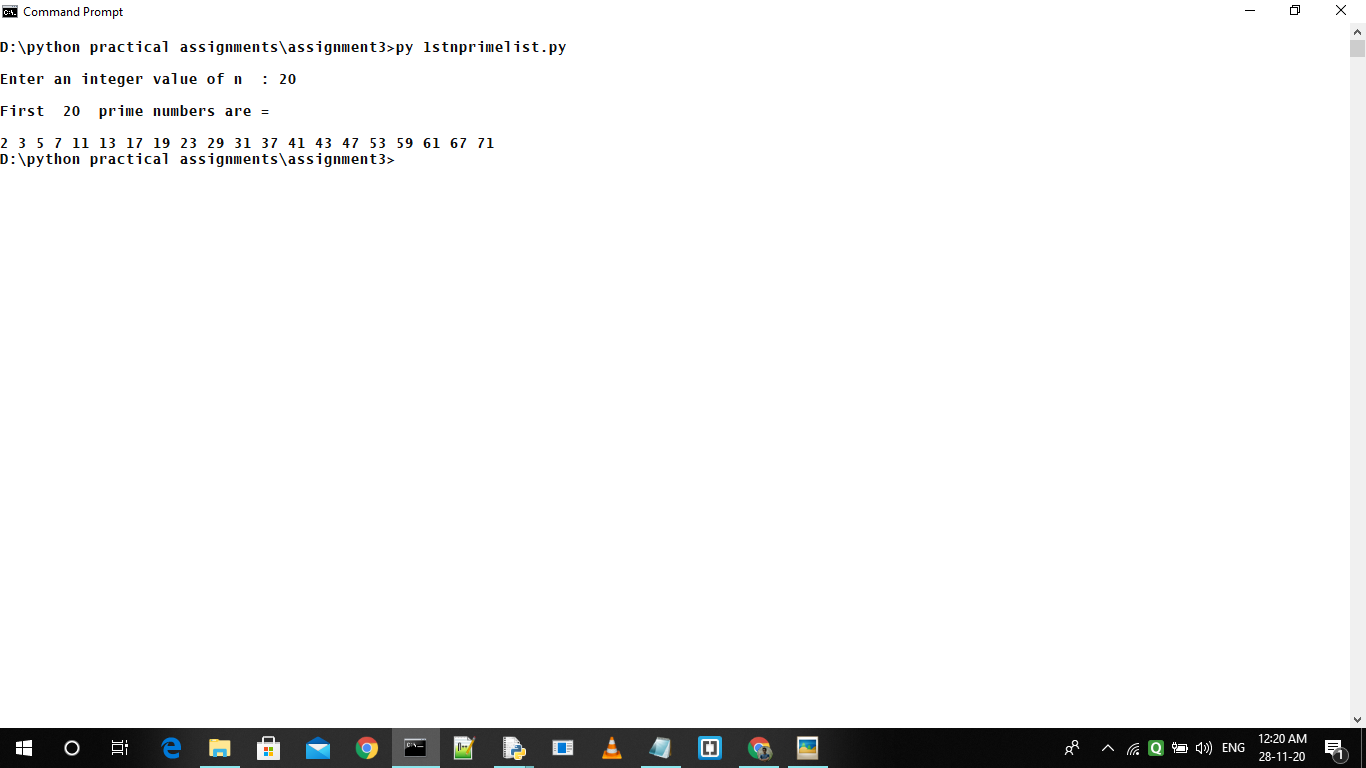 Command Prompt
D:\python practical assignments\assignment3>py 1stnprimelist.py
Enter an integer value of n  : 20
First  20  prime numbers are =
2 3 5 7 11 13 17 19 23 29 31 37 41 43 47 53 59 61 67 71
D:\python practical assignments\assignment3>
ENG
12:20 AM
28-11-20
1